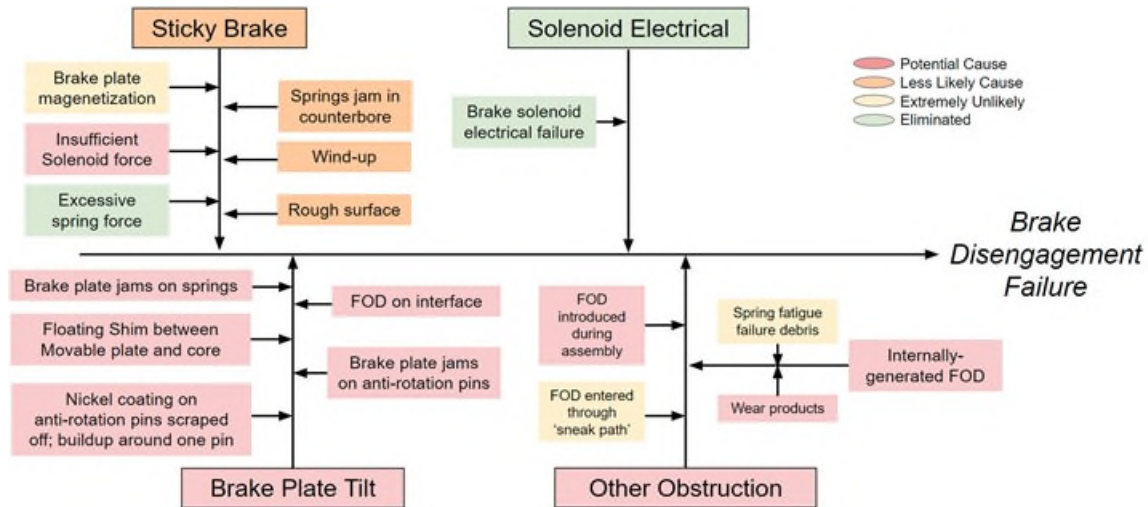 Sticky Brake
Solenoid Electrical
Potential Cause
Less Likely Cause
Extremely Unlikely
Eliminated
Brake plate
magenetization
Springs jam in
counterbore
Insufficient
Solenoid force
Wind-up
Excessive
spring force
Rough surface
Brake solenoid
electrical failure
Brake
Disengagement
Failure
Brake plate jams on springs
FOD on interface
Floating Shim between
Movable plate and core
Brake plate jams
on anti-rotation pins
Nickel coating on
anti-rotation pins scraped
off; buildup around one pin
FOD
introduced
during
assembly
Spring fatigue
failure debris
Internally-
generated FOD
FOD entered
through
'sneak path'
Wear products
Brake Plate Tilt
Other Obstruction